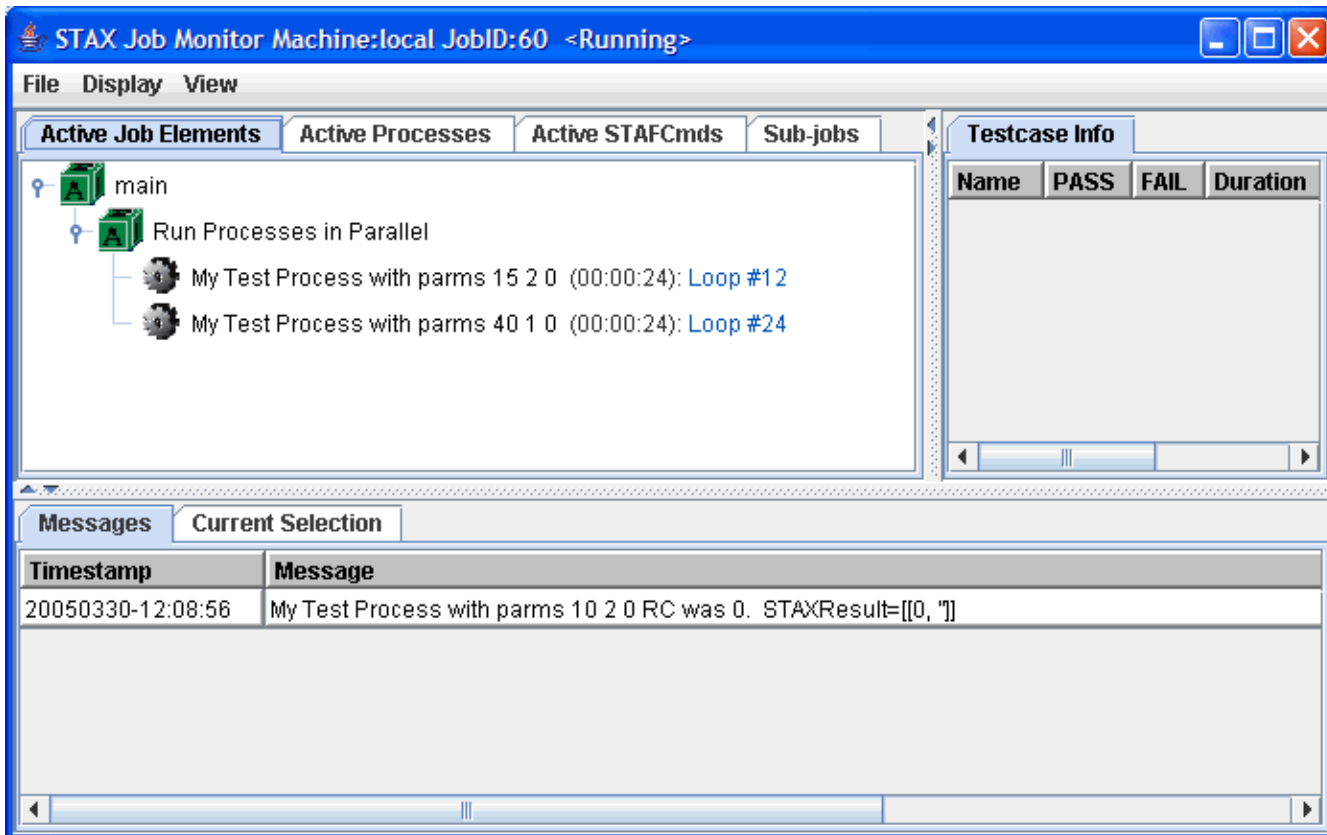 STAX Job Monitor Machine:local JobID:60 <Running>
File Display View
Active Job Elements Active Processes Active STAFCmds Sub-jobs Testcase Info
main
Run Processes in Parallel
My Test Process with parms 15 2 0 (00:00:24): Loop #12
My Test Process with parms 40 1 0 (00:00:24): Loop #24
Name PASS FAIL Duration
Messages Current Selection
Timestamp Message
20050330-12:08:56 My Test Process with parms 10 2 0 RC was 0. STAXResult=[[0, '']]